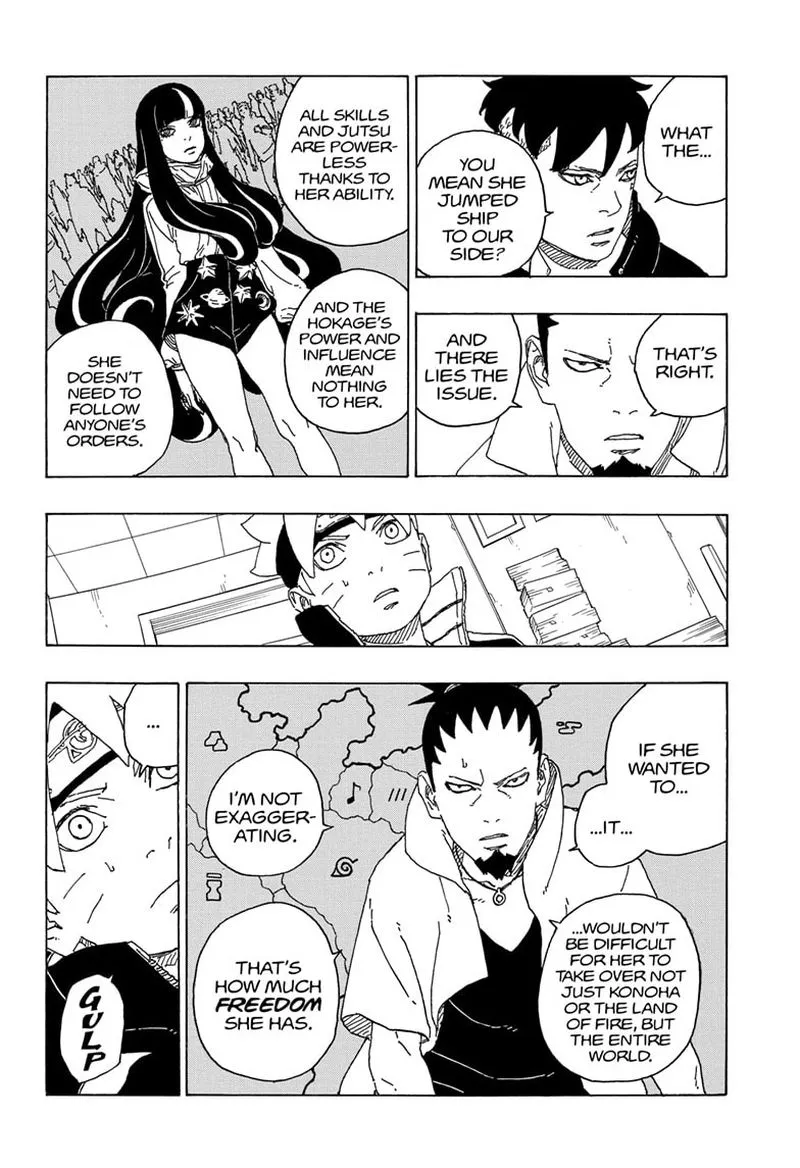 WHAT
THE...
YOU
MEAN SHE
JUMPED
SHIP
TO OUR
SIDE?
THAT'S
RIGHT.
AND
THERE
LIES THE
ISSUE.
ALL SKILLS
AND JUTSU
ARE POWER-
LESS
THANKS TO
HER ABILITY.
AND THE
HOKAGE'S
POWER AND
INFLUENCE
MEAN
NOTHING
TO HER.
SHE
DOESN'T
NEED TO
FOLLOW
ANYONE'S
ORDERS.
IF SHE
WANTED
TO...
...IT...
...WOULDN'T
BE DIFFICULT
FOR HER TO
TAKE OVER NOT
JUST KONOHA
OR THE LAND
OF FIRE, BUT
THE ENTIRE
WORLD.
I'M NOT
EXAGGER-
ATING.
THAT'S
HOW MUCH
FREEDOM
SHE HAS.
...
GULP